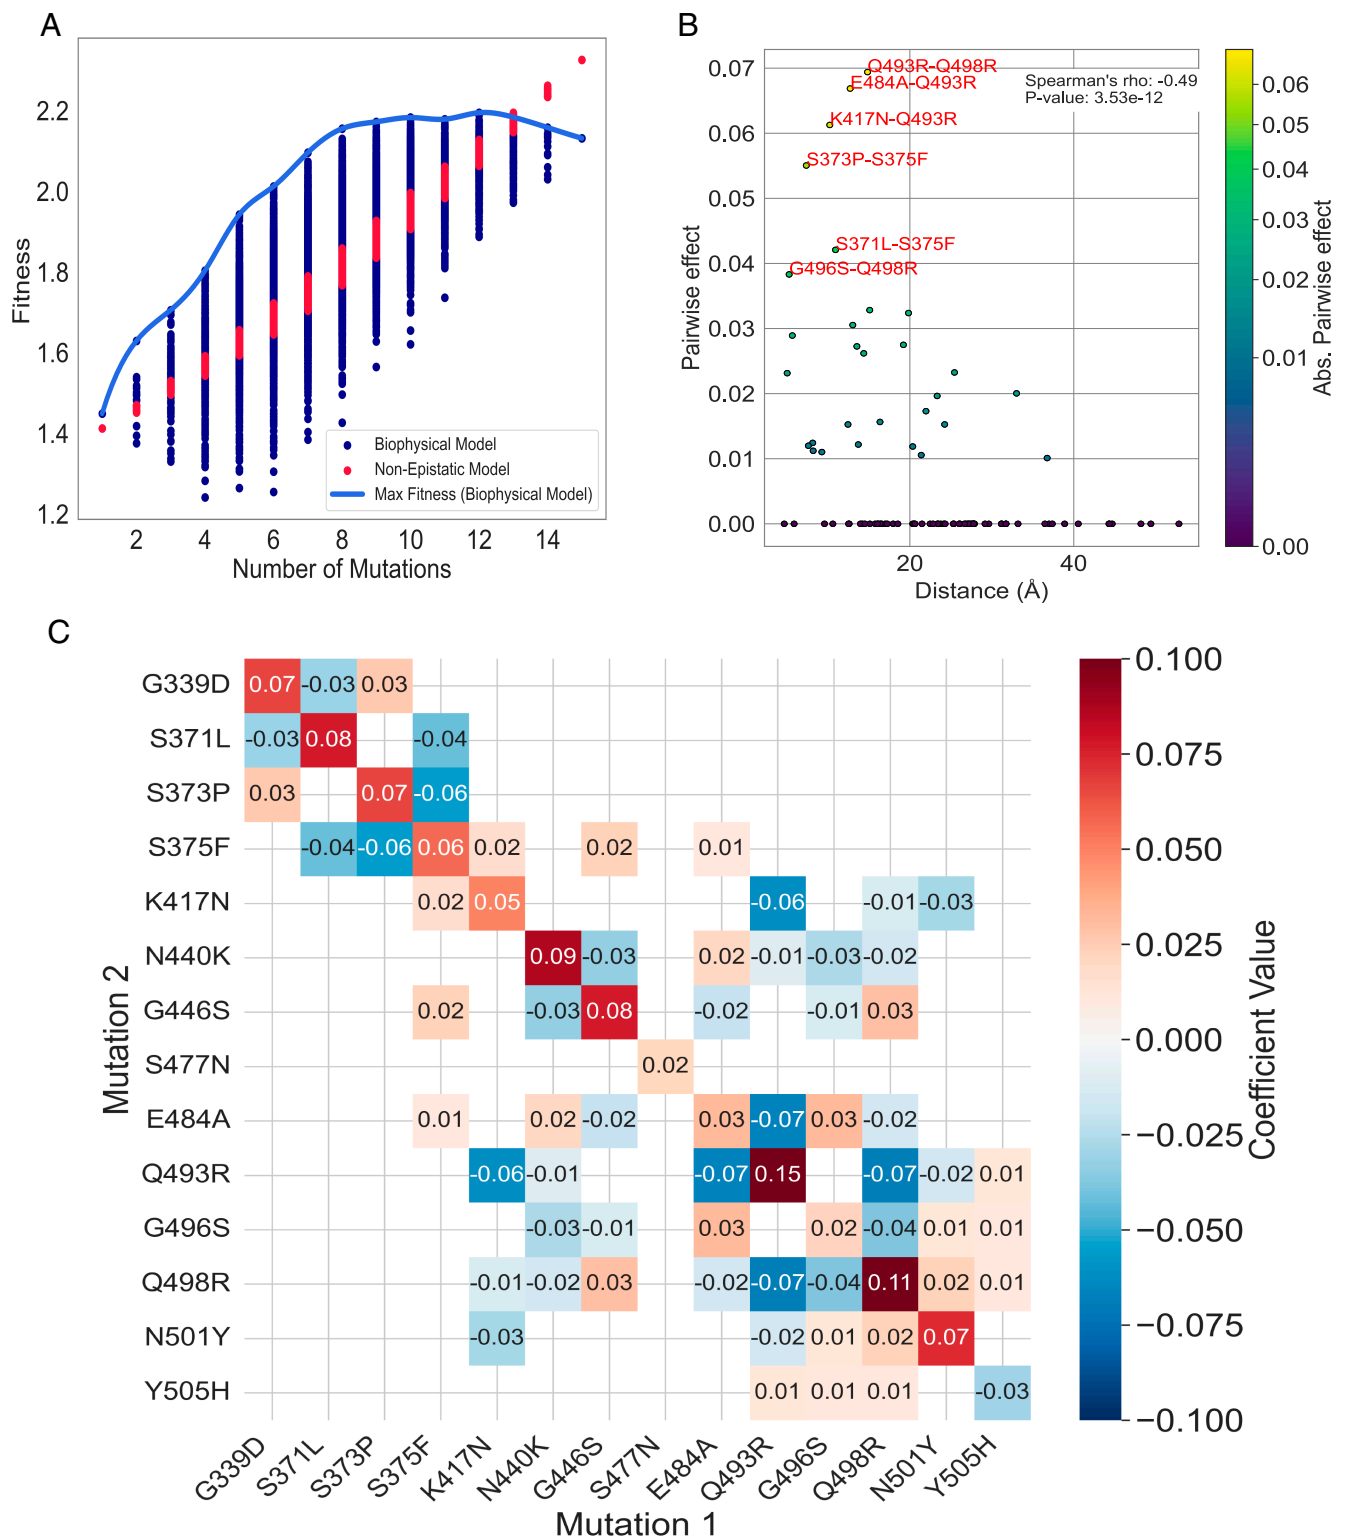 A
2.2
2.0
1.8
1.6
1.4
1.2
Fitness
2 4 6 8 10 12 14
Number of Mutations
Biophysical Model
Non-Epistatic Model
Max Fitness (Biophysical Model)
B
0.07
0.06
0.05
0.04
0.03
0.02
0.01
0.00
Pairwise effect
Q493R-Q498R
E484A-Q493R
K417N-Q493R
S373P-S375F
S371L-S375F
G496S-Q498R
Spearman's rho: -0.49
P-value: 3.53e-12
20 40
Distance (Å)
0.06
0.05
0.04
0.03
0.02
0.01
0.00
Abs. Pairwise effect
C
Mutation 2
G339D 0.07 -0.03 0.03
S371L -0.03 0.08 -0.04
S373P 0.03 0.07 -0.06
S375F -0.04 -0.06 0.06 0.02 0.02 0.01
K417N 0.02 0.05 -0.06 -0.01 -0.03
N440K 0.09 -0.03 0.02 -0.01 -0.03 -0.02
G446S 0.02 -0.03 0.08 -0.02 -0.01 0.03
S477N 0.02
E484A 0.01 0.02 -0.02 0.03 -0.07 0.03 -0.02
Q493R -0.06 -0.01 -0.07 0.15 -0.07 -0.02 0.01
G496S -0.03 -0.01 0.03 0.02 -0.04 0.01 0.01
Q498R -0.01 -0.02 0.03 -0.02 -0.07 -0.04 0.11 0.02 0.01
N501Y -0.03 -0.02 0.01 0.02 0.07
Y505H 0.01 0.01 0.01 -0.03
G339D S371L S373P S375F K417N N440K G446S S477N E484A Q493R G496S Q498R N501Y Y505H
Mutation 1
0.100
0.075
0.050
0.025
0.000
−0.025
−0.050
−0.075
−0.100
Coefficient Value